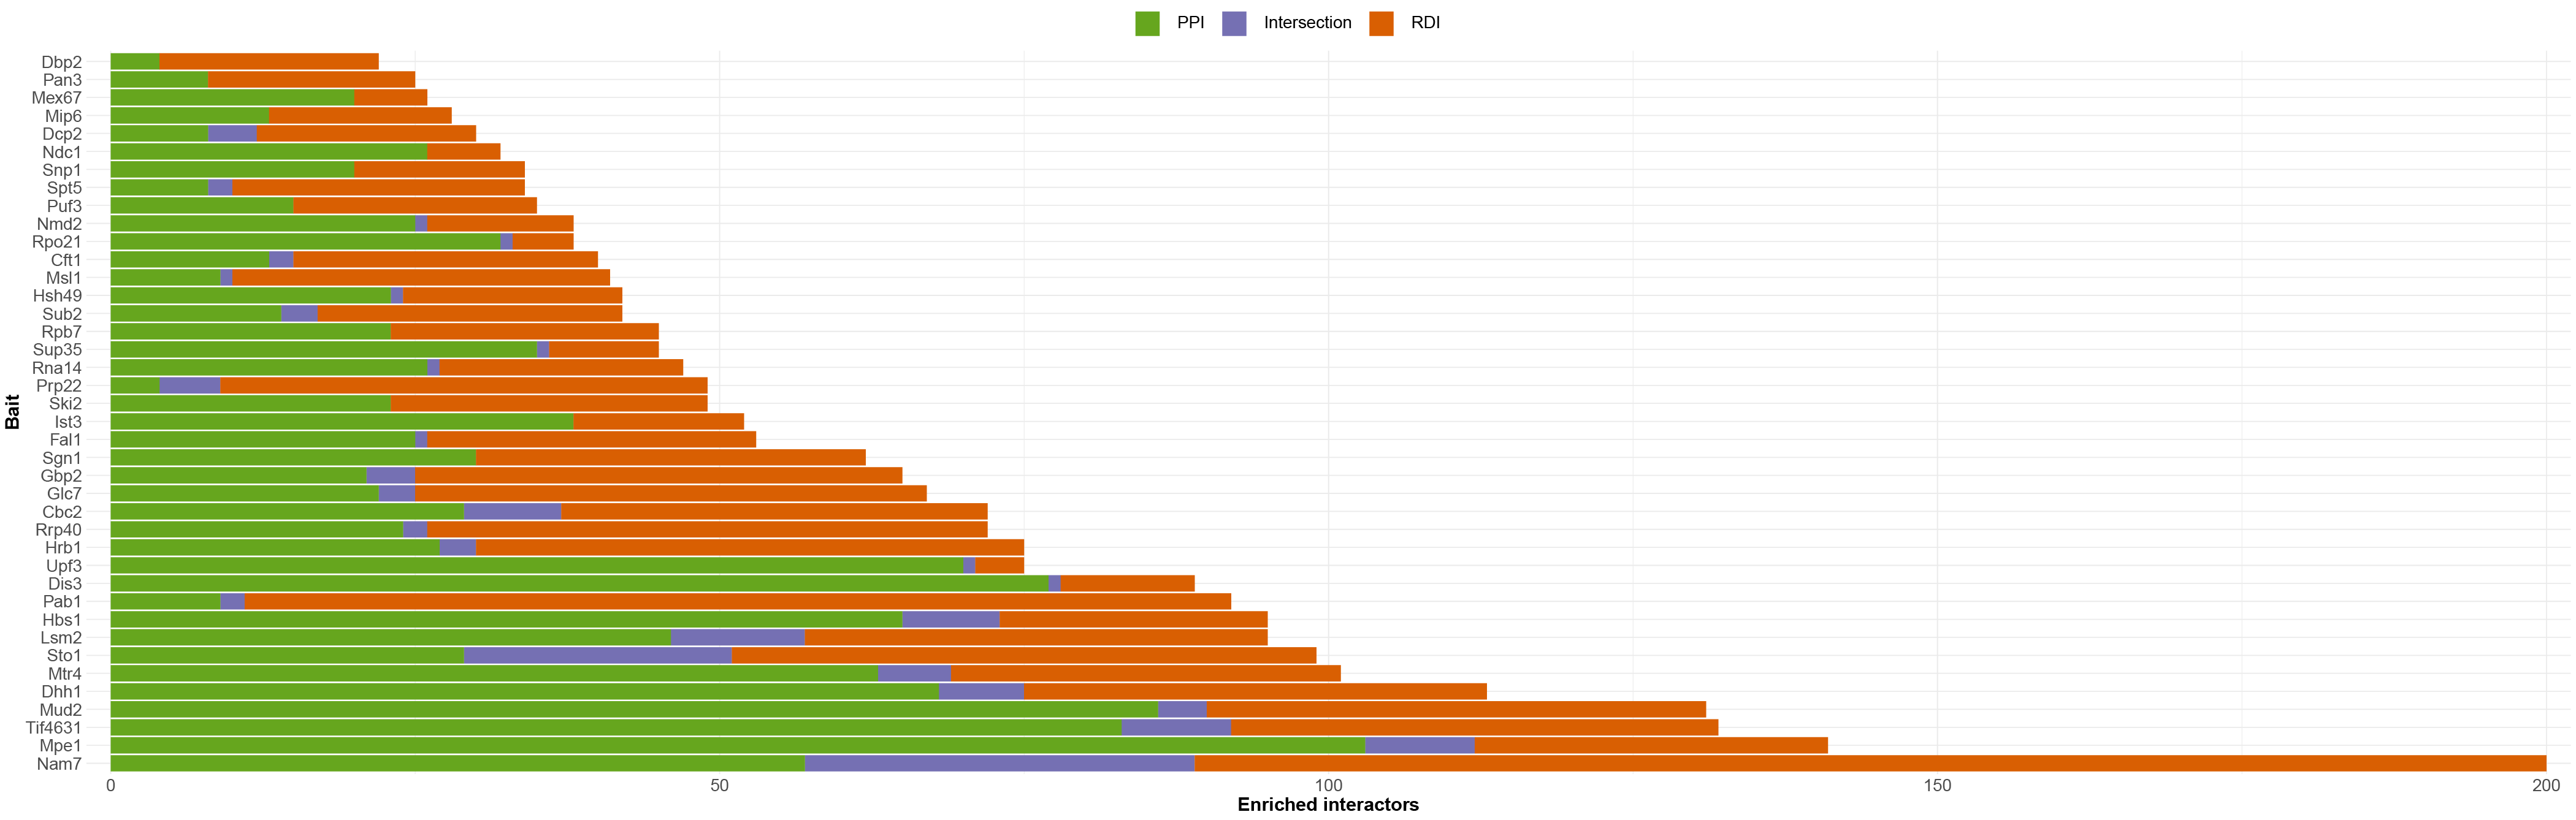 PPI Intersection RDI
Dbp2
Pan3
Mex67
Mip6
Dcp2
Ndc1
Snp1
Spt5
Puf3
Nmd2
Rpo21
Cft1
Msl1
Hsh49
Sub2
Rpb7
Sup35
Rna14
Prp22
Ski2
Ist3
Fal1
Sgn1
Gbp2
Glc7
Cbc2
Rrp40
Hrb1
Upf3
Dis3
Pab1
Hbs1
Lsm2
Sto1
Mtr4
Dhh1
Mud2
Tif4631
Mpe1
Nam7
Bait
0 50 100 150 200
Enriched interactors